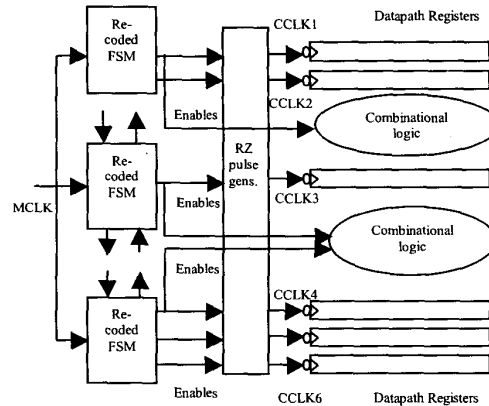 CCLK1
Datapath Registers
Re-
coded
FSM
CCLK2
Enables
Combinational
logic
Re-
coded
FSM
RZ
pulse
gens.
MCLK
Enables
CCLK3
Combinational
logic
Enables
CCLK4
Re-
coded
FSM
Enables
CCLK6
Datapath Registers